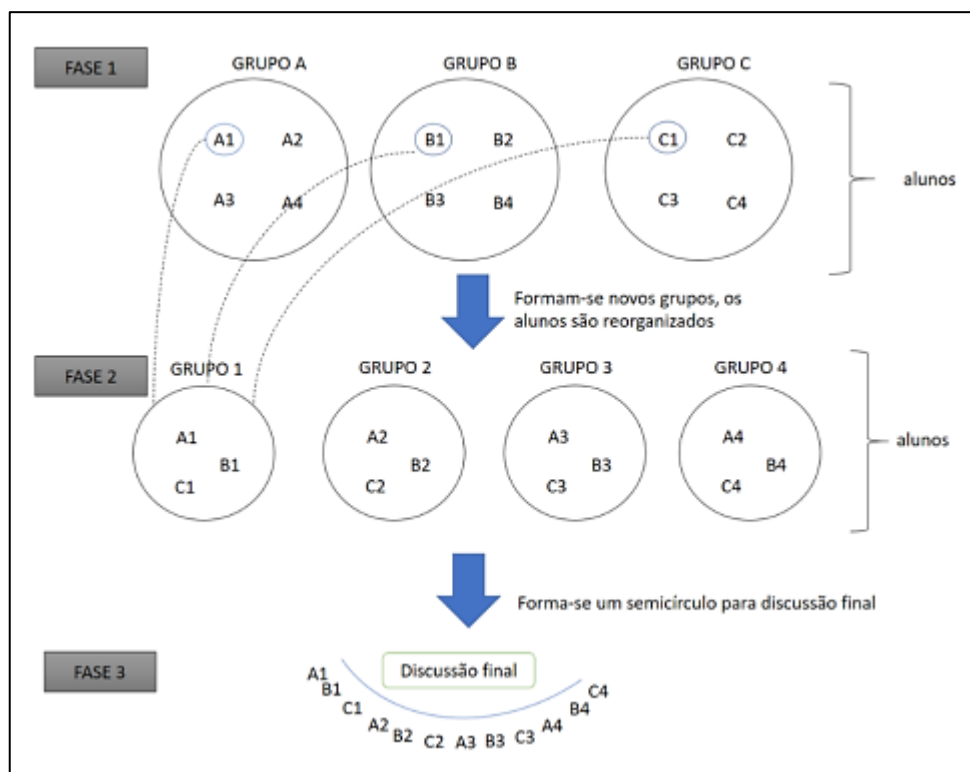 FASE 1
GRUPO A
GRUPO B
GRUPO C
A1
A2
A3
A4
B1
B2
B3
B4
C1
C2
C3
C4
alunos
Formam-se novos grupos, os
alunos são reorganizados
FASE 2
GRUPO 1
GRUPO 2
GRUPO 3
GRUPO 4
A1
B1
C1
A2
B2
C2
A3
B3
C3
A4
B4
C4
alunos
Forma-se um semicírculo para discussão final
FASE 3
Discussão final
A1
B1
C1
A2
B2
C2
A3
B3
C3
A4
B4
C4